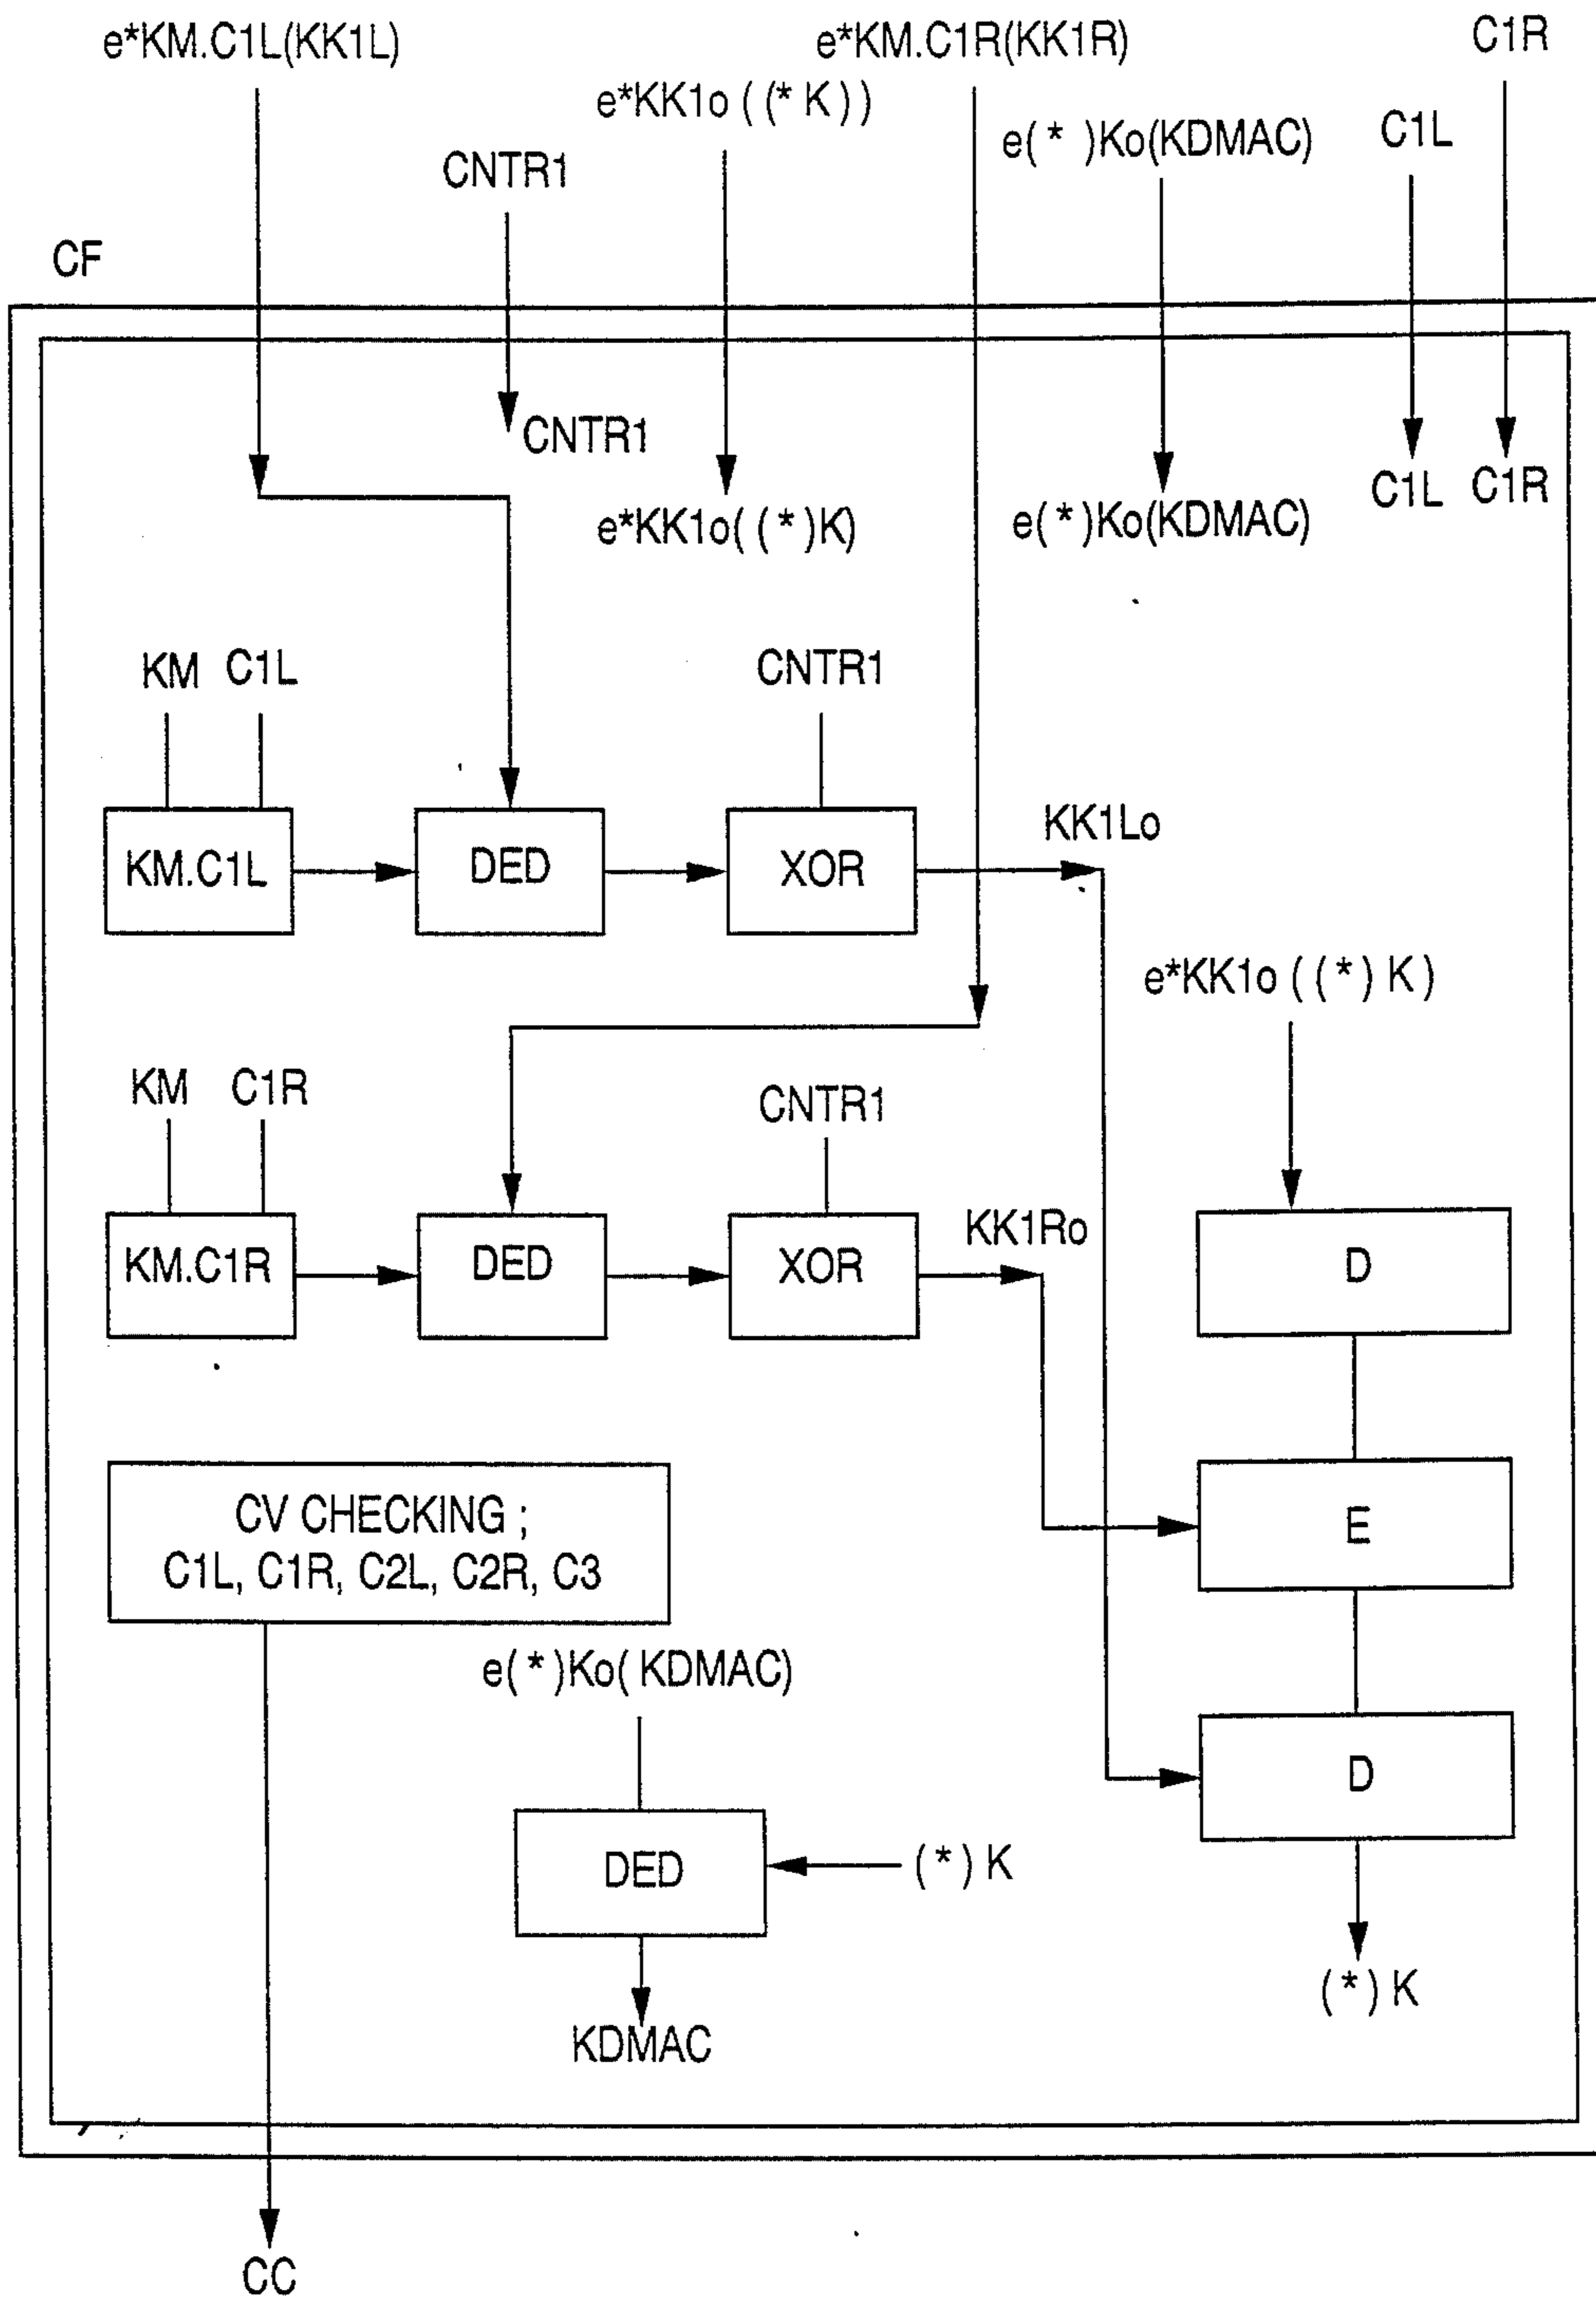 e*KM.C1L(KK1L)
e*KM.C1R(KK1R)
C1R
e*KK1o ( (* K) )
e(* )Ko(KDMAC)
C1L
CNTR1
CF
CNTR1
e*KK1o( (*)K)
e(*)Ko(KDMAC)
C1L
C1R
KM
C1L
CNTR1
KM.C1L
DED
XOR
KK1Lo
e*KK1o ( (*) K )
KM
C1R
CNTR1
KM.C1R
DED
XOR
KK1Ro
D
CV CHECKING ;
C1L, C1R, C2L, C2R, C3
E
e(*)Ko( KDMAC)
D
DED
(*) K
(*) K
KDMAC
CC